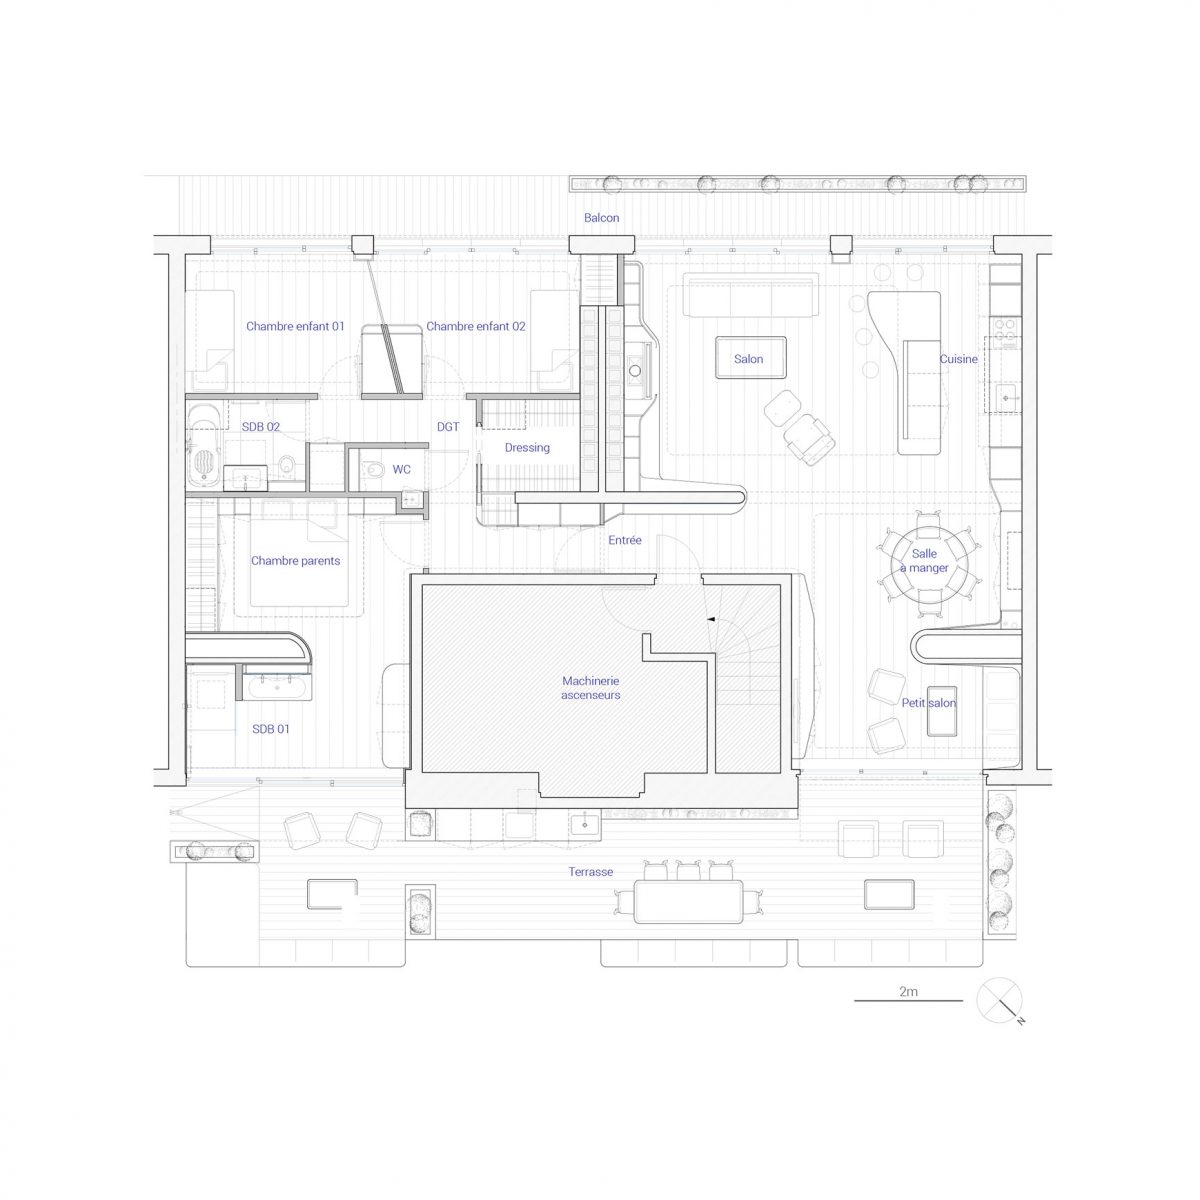 Balcon
Chambre enfant 01
Chambre enfant 02
Salon
Cuisine
SDB 02
DGT
Dressing
WC
Entrée
Chambre parents
Salle
à manger
Machinerie
ascenseurs
Petit salon
SDB 01
Terrasse
2m
N